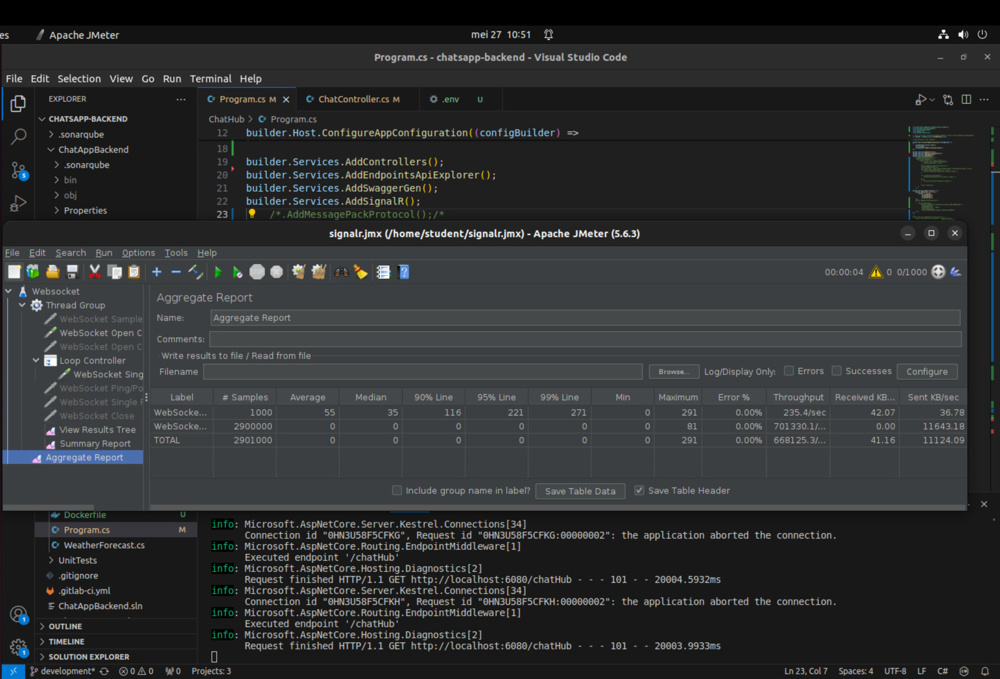 es Apache JMeter mei 27 10:51
Program.cs - chatsapp-backend - Visual Studio Code
File Edit Selection View Go Run Terminal Help
EXPLORER ... Program.cs M ChatController.cs M .env U
CHATSAPP-BACKEND
ChatHub > Program.cs
.sonarqube
12 builder.Host.ConfigureAppConfiguration((configBuilder) =>
ChatAppBackend
18
.sonarqube
19 builder.Services.AddControllers();
bin
20 builder.Services.AddEndpointsApiExplorer();
obj
21 builder.Services.AddSwaggerGen();
Properties
22 builder.Services.AddSignalR();
23 /*.AddMessagePackProtocol();/*
5
signalr.jmx (/home/student/signalr.jmx) - Apache JMeter (5.6.3)
File Edit Search Run Options Tools Help
STOP 00:00:04 0 0/1000
Websocket
Thread Group
WebSocket Sample
WebSocket Open C
WebSocket Open C
Loop Controller
WebSocket Sing
WebSocket Ping/Po
WebSocket Single F
WebSocket Close
View Results Tree
Summary Report
Aggregate Report
Aggregate Report
Name: Aggregate Report
Comments:
Write results to file / Read from file
Filename Browse... Log/Display Only: Errors Successes Configure
Label # Samples Average Median 90% Line 95% Line 99% Line Min Maximum Error % Throughput Received KB... Sent KB/sec
WebSocke... 1000 55 35 116 221 271 0 291 0.00% 235.4/sec 42.07 36.78
WebSocke... 2900000 0 0 0 0 0 0 81 0.00% 701330.1/... 0.00 11643.18
TOTAL 2901000 0 0 0 0 0 0 291 0.00% 668125.3/... 41.16 11124.09
Include group name in label? Save Table Data Save Table Header
Dockerfile U
Program.cs M
WeatherForecast.cs
UnitTests
.gitignore
.gitlab-ci.yml
ChatAppBackend.sln
OUTLINE
TIMELINE
SOLUTION EXPLORER
1
1
info: Microsoft.AspNetCore.Server.Kestrel.Connections[34]
Connection id "0HN3U58F5CFKG", Request id "0HN3U58F5CFKG:00000002": the application aborted the connection.
info: Microsoft.AspNetCore.Routing.EndpointMiddleware[1]
Executed endpoint '/chatHub'
info: Microsoft.AspNetCore.Hosting.Diagnostics[2]
Request finished HTTP/1.1 GET http://localhost:6080/chatHub - - - 101 - - 20004.5932ms
info: Microsoft.AspNetCore.Server.Kestrel.Connections[34]
Connection id "0HN3U58F5CFKH", Request id "0HN3U58F5CFKH:00000002": the application aborted the connection.
info: Microsoft.AspNetCore.Routing.EndpointMiddleware[1]
Executed endpoint '/chatHub'
info: Microsoft.AspNetCore.Hosting.Diagnostics[2]
Request finished HTTP/1.1 GET http://localhost:6080/chatHub - - - 101 - - 20003.9933ms
development* 0 0 0 Projects: 3 Ln 23, Col 7 Spaces: 4 UTF-8 LF C#